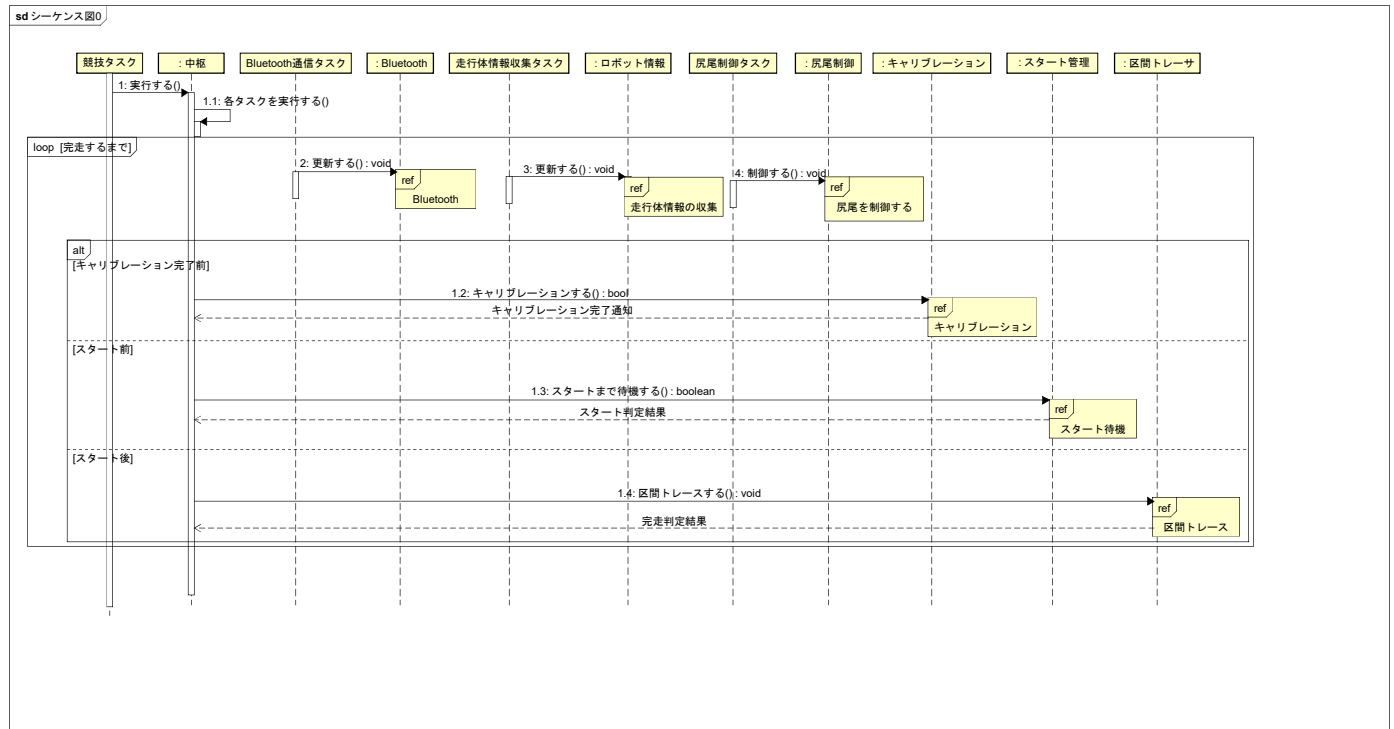 sd シーケンス図0
競技タスク
: 中枢
Bluetooth通信タスク
: Bluetooth
走行体情報収集タスク
: ロボット情報
尻尾制御タスク
: 尻尾制御
: キャリブレーション
: スタート管理
: 区間トレーサ
1: 実行する()
1.1: 各タスクを実行する()
loop [完走するまで]
2: 更新する() : void
ref
Bluetooth
3: 更新する() : void
ref
走行体情報の収集
4: 制御する() : void
ref
尻尾を制御する
alt
[キャリブレーション完了前]
1.2: キャリブレーションする() : bool
キャリブレーション完了通知
ref
キャリブレーション
[スタート前]
1.3: スタートまで待機する() : boolean
スタート判定結果
ref
スタート待機
[スタート後]
1.4: 区間トレースする() : void
完走判定結果
ref
区間トレース